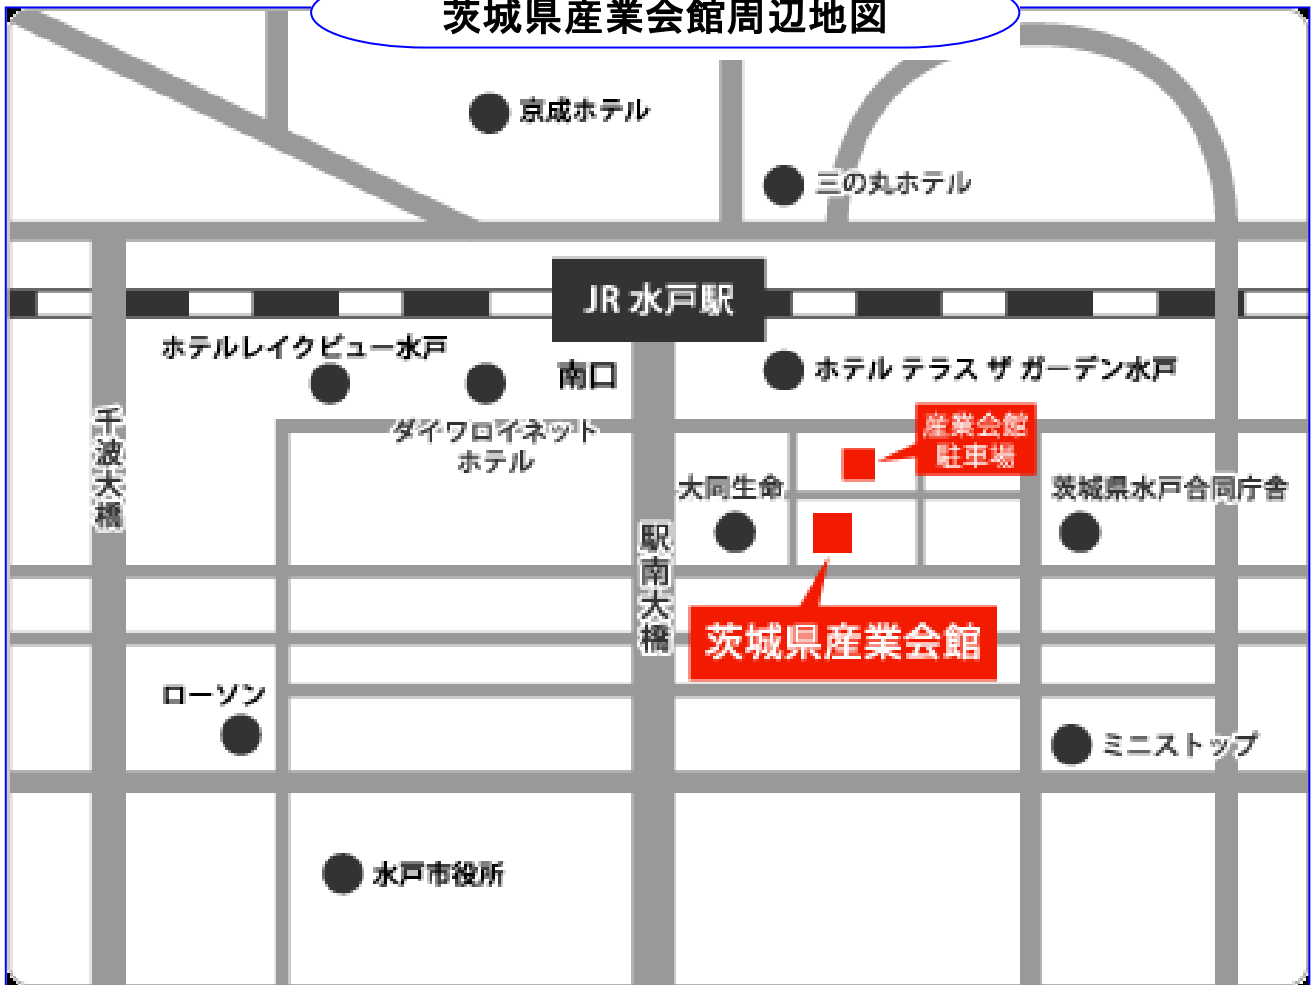 茨城県産業会館周辺地図
京成ホテル
三の丸ホテル
JR 水戸駅
ホテルレイクビュー水戸
南口
ホテル テラス ザ ガーデン水戸
ダイワロイネット
ホテル
千波大橋
産業会館
駐車場
大同生命
茨城県水戸合同庁舎
駅南大橋
茨城県産業会館
ローソン
ミニストップ
水戸市役所